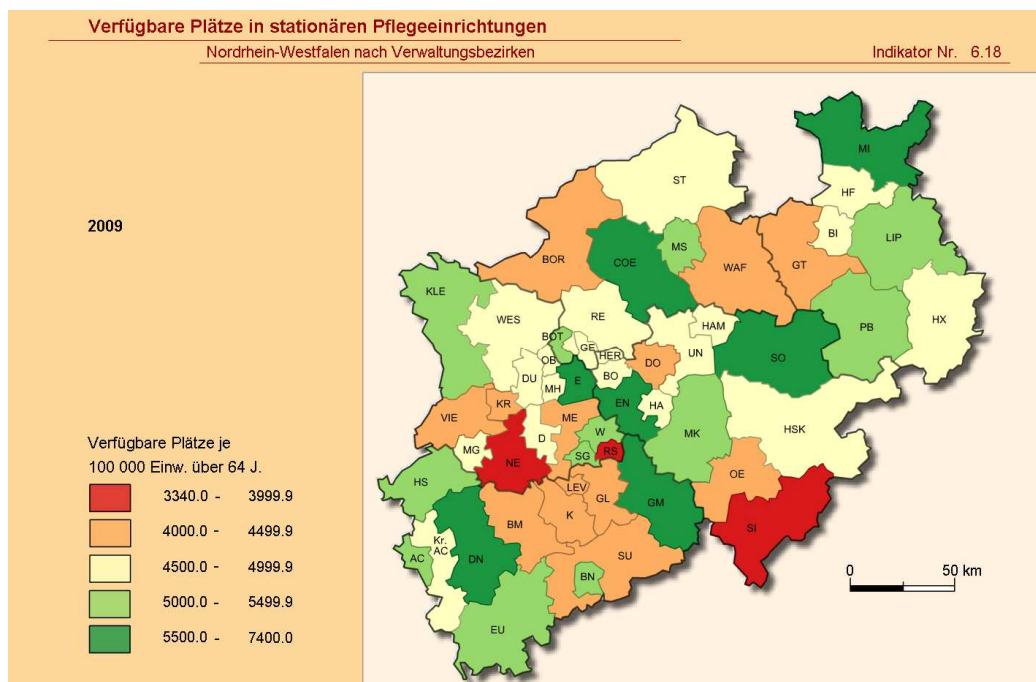 Verfügbare Plätze in stationären Pflegeeinrichtungen
Nordrhein-Westfalen nach Verwaltungsbezirken Indikator Nr. 6.18
2009
MI
ST
HF
BI
LIP
MS
BOR
COE
WAF
GT
KLE
HX
WES
RE
HAM
PB
BOT
GE
HER
UN
SO
OB
DO
DU
MH
E
BO
EN
HA
KR
VIE
ME
MK
HSK
MG
D
W
NE
SG
RS
OE
HS
LEV
GL
BM
K
GM
SI
Kr.
AC
AC
DN
SU
BN
EU
0 50 km
Verfügbare Plätze je
100 000 Einw. über 64 J.
3340.0 - 3999.9
4000.0 - 4499.9
4500.0 - 4999.9
5000.0 - 5499.9
5500.0 - 7400.0